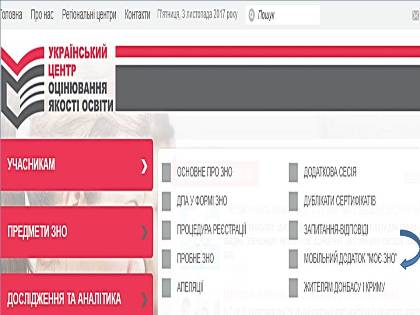 Головна Про нас Регіональні центри Контакти П'ятниця, 3 листопада 2017 року Пошук
УКРАЇНСЬКИЙ
ЦЕНТР
ОЦІНЮВАННЯ
ЯКОСТІ ОСВІТИ
УЧАСНИКАМ
ПРЕДМЕТИ ЗНО
ДОСЛІДЖЕННЯ ТА АНАЛІТИКА
ОСНОВНЕ ПРО ЗНО
ДПА У ФОРМІ ЗНО
ПРОЦЕДУРА РЕЄСТРАЦІЇ
ПРОБНЕ ЗНО
АПЕЛЯЦІЇ
ДОДАТКОВА СЕСІЯ
ДУБЛІКАТИ СЕРТИФІКАТІВ
ЗАПИТАННЯ-ВІДПОВІДІ
МОБІЛЬНИЙ ДОДАТОК "МОЄ ЗНО"
ЖИТЕЛЯМ ДОНБАСУ І КРИМУ